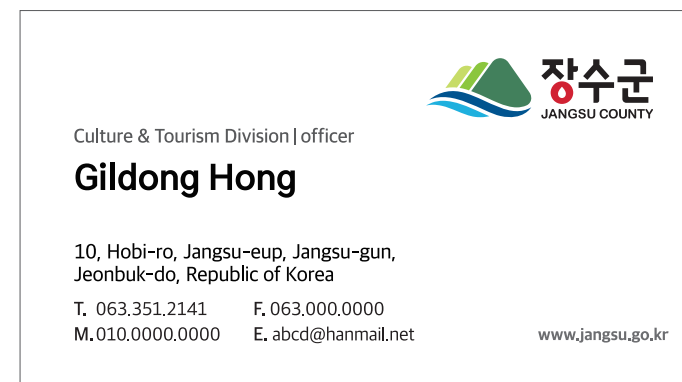 장수군
JANGSU COUNTY
Culture & Tourism Division | officer
Gildong Hong
10, Hobi-ro, Jangsu-eup, Jangsu-gun,
Jeonbuk-do, Republic of Korea
T. 063.351.2141 F. 063.000.0000
M. 010.0000.0000 E. abcd@hanmail.net
www.jangsu.go.kr